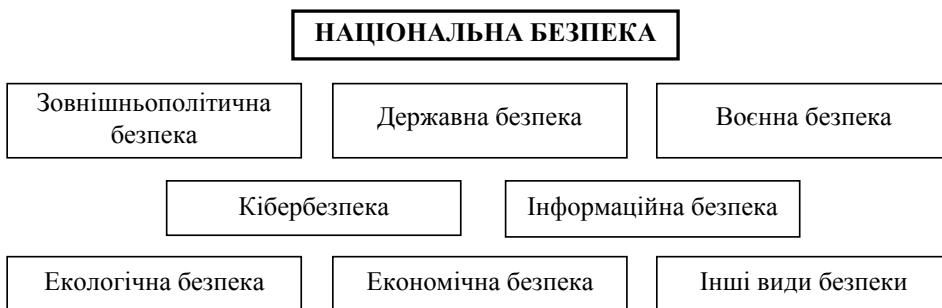 НАЦІОНАЛЬНА БЕЗПЕКА
Зовнішньополітична
безпека
Державна безпека
Воєнна безпека
Кібербезпека
Інформаційна безпека
Екологічна безпека
Економічна безпека
Інші види безпеки